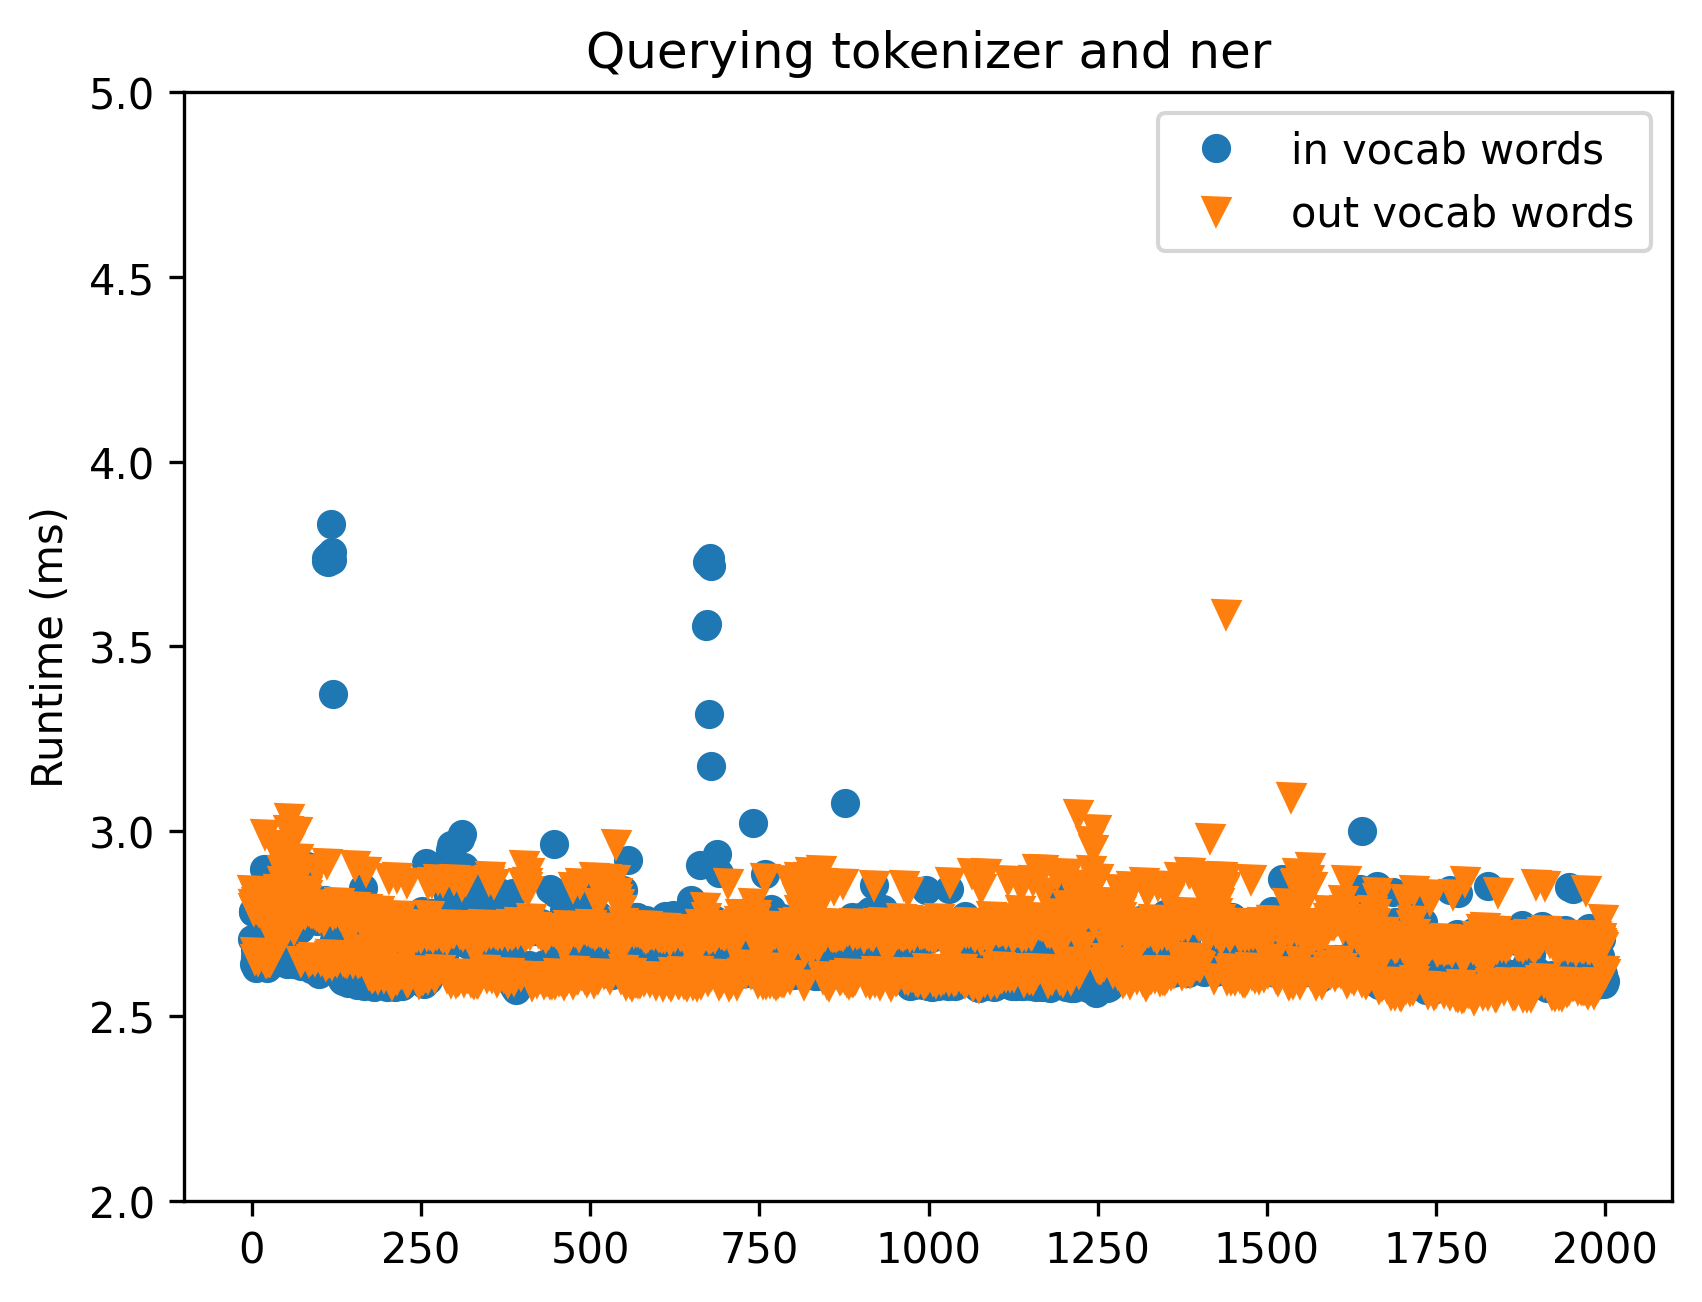 Querying tokenizer and ner
in vocab words
out vocab words
Runtime (ms)
5.0
4.5
4.0
3.5
3.0
2.5
2.0
0 250 500 750 1000 1250 1500 1750 2000